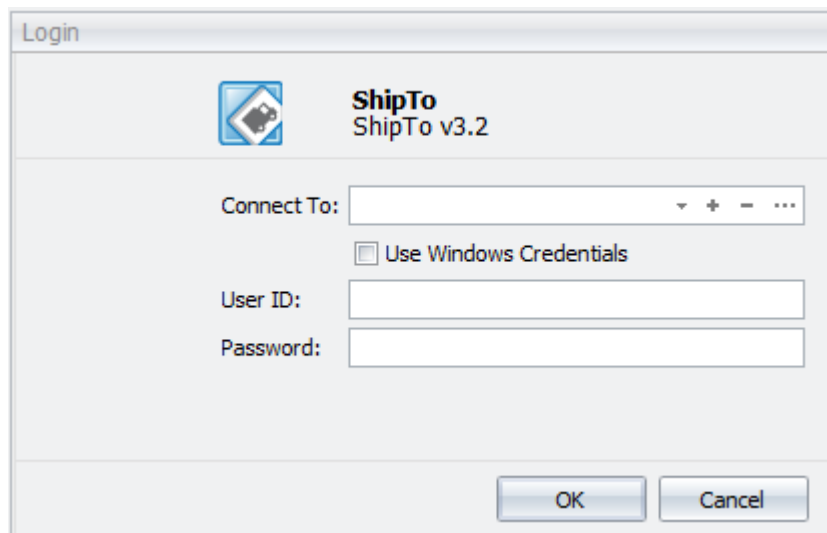 Login
ShipTo
ShipTo v3.2
Connect To:
Use Windows Credentials
User ID:
Password:
OK Cancel